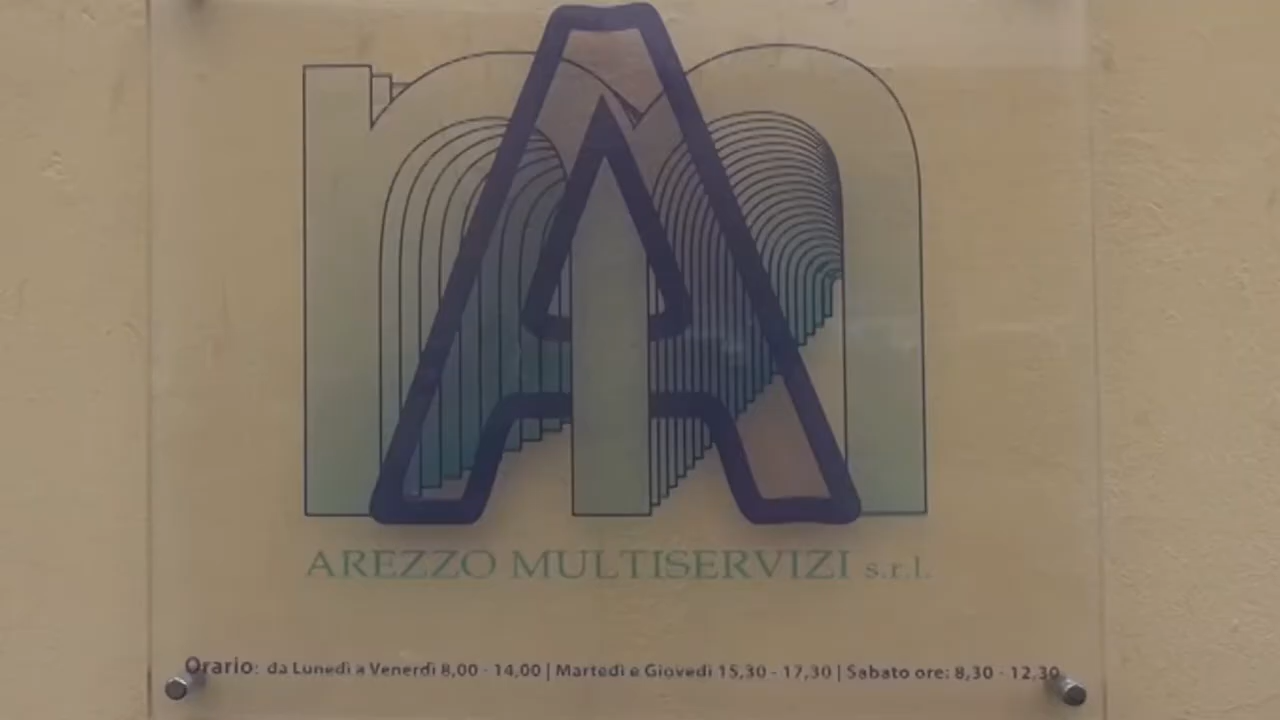 mA
AREZZO MULTISERVIZI s.r.l.
Orario: da Lunedì a Venerdì 8,00 - 14,00 | Martedì e Giovedì 15,30 - 17,30 | Sabato ore: 8,30 - 12,30